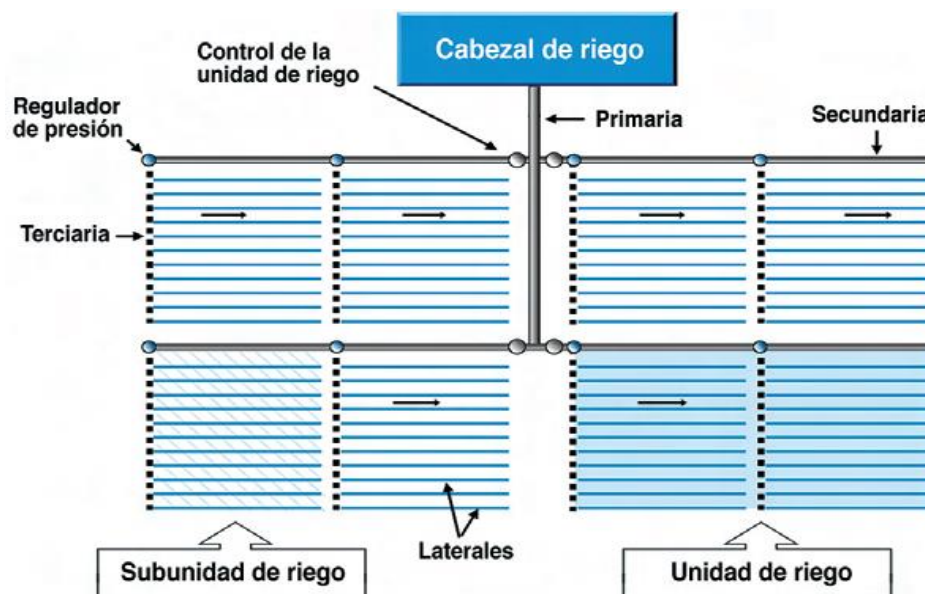 Cabezal de riego
Control de la
unidad de riego
Regulador
de presión
Primaria
Secundaria
Terciaria
Laterales
Subunidad de riego
Unidad de riego